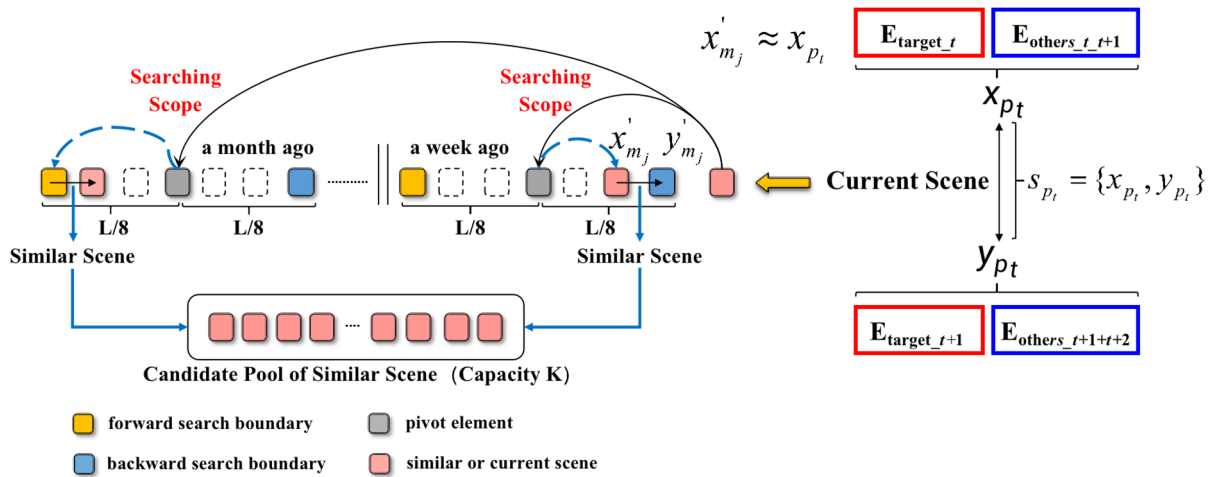 x'_{m_j} ≈ x_{p_t}
E_{target_t}
E_{others_t_t+1}
Searching
Scope
Searching
Scope
x_{p_t}
a month ago
a week ago
x'_{m_j} y'_{m_j}
..........
Current Scene
s_{p_t} = {x_{p_t}, y_{p_t}}
L/8
L/8
L/8
L/8
Similar Scene
Similar Scene
y_{p_t}
....
E_{target_t+1}
E_{others_t+1+t+2}
Candidate Pool of Similar Scene（Capacity K）
forward search boundary
pivot element
backward search boundary
similar or current scene